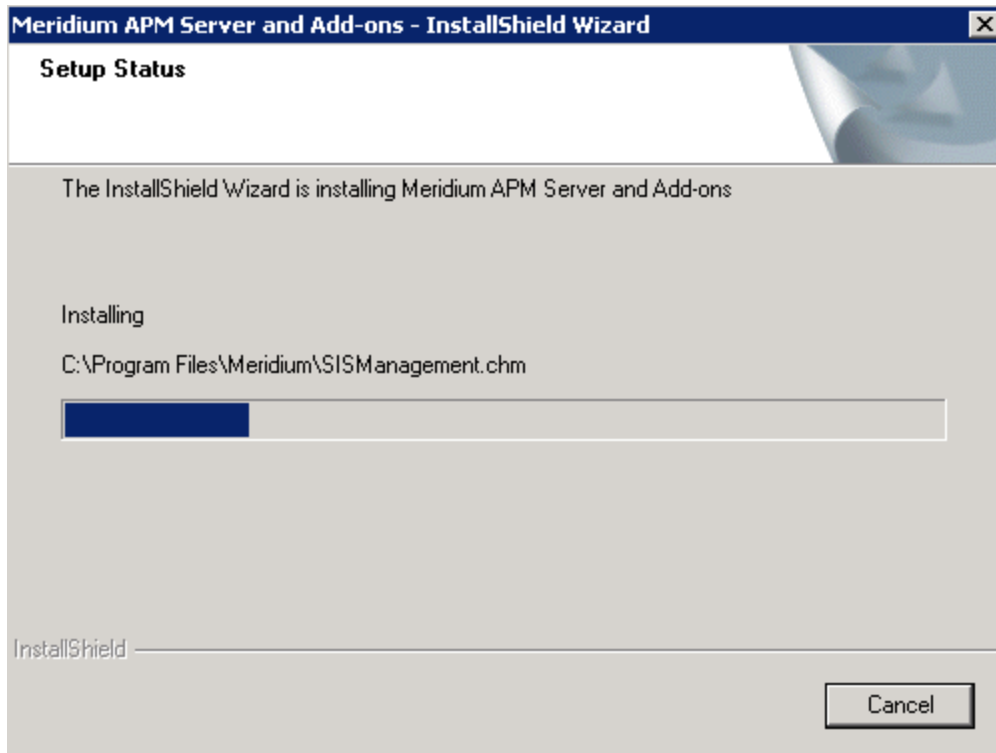 Meridium APM Server and Add-ons - InstallShield Wizard
Setup Status
The InstallShield Wizard is installing Meridium APM Server and Add-ons
Installing
C:\Program Files\Meridium\SISManagement.chm
InstallShield
Cancel